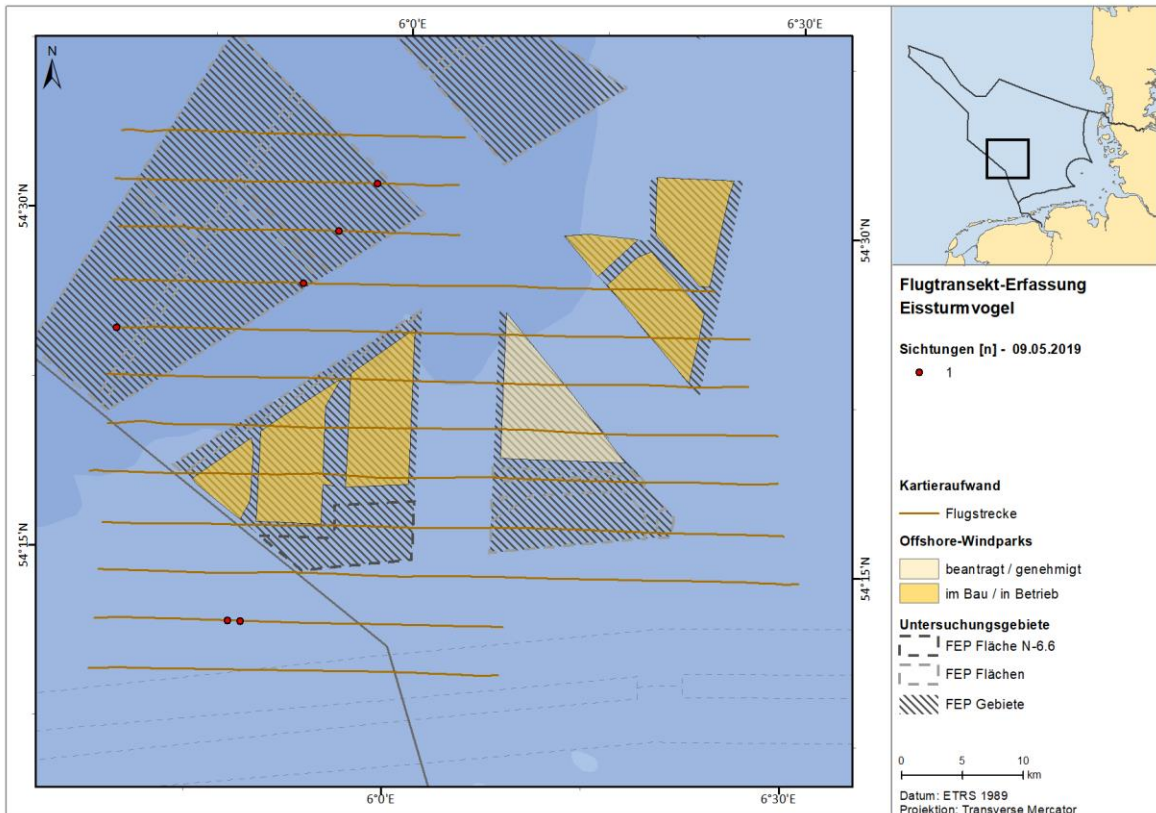 6°0'E
6°30'E
N
54°30'N
54°30'N
54°15'N
54°15'N
6°0'E
6°30'E
Flugtransekt-Erfassung
Eissturmvogel
Sichtungen [n] - 09.05.2019
1
Kartieraufwand
Flugstrecke
Offshore-Windparks
beantragt / genehmigt
im Bau / in Betrieb
Untersuchungsgebiete
FEP Fläche N-6.6
FEP Flächen
FEP Gebiete
0 5 10
km
Datum: ETRS 1989
Projektion: Transverse Mercator